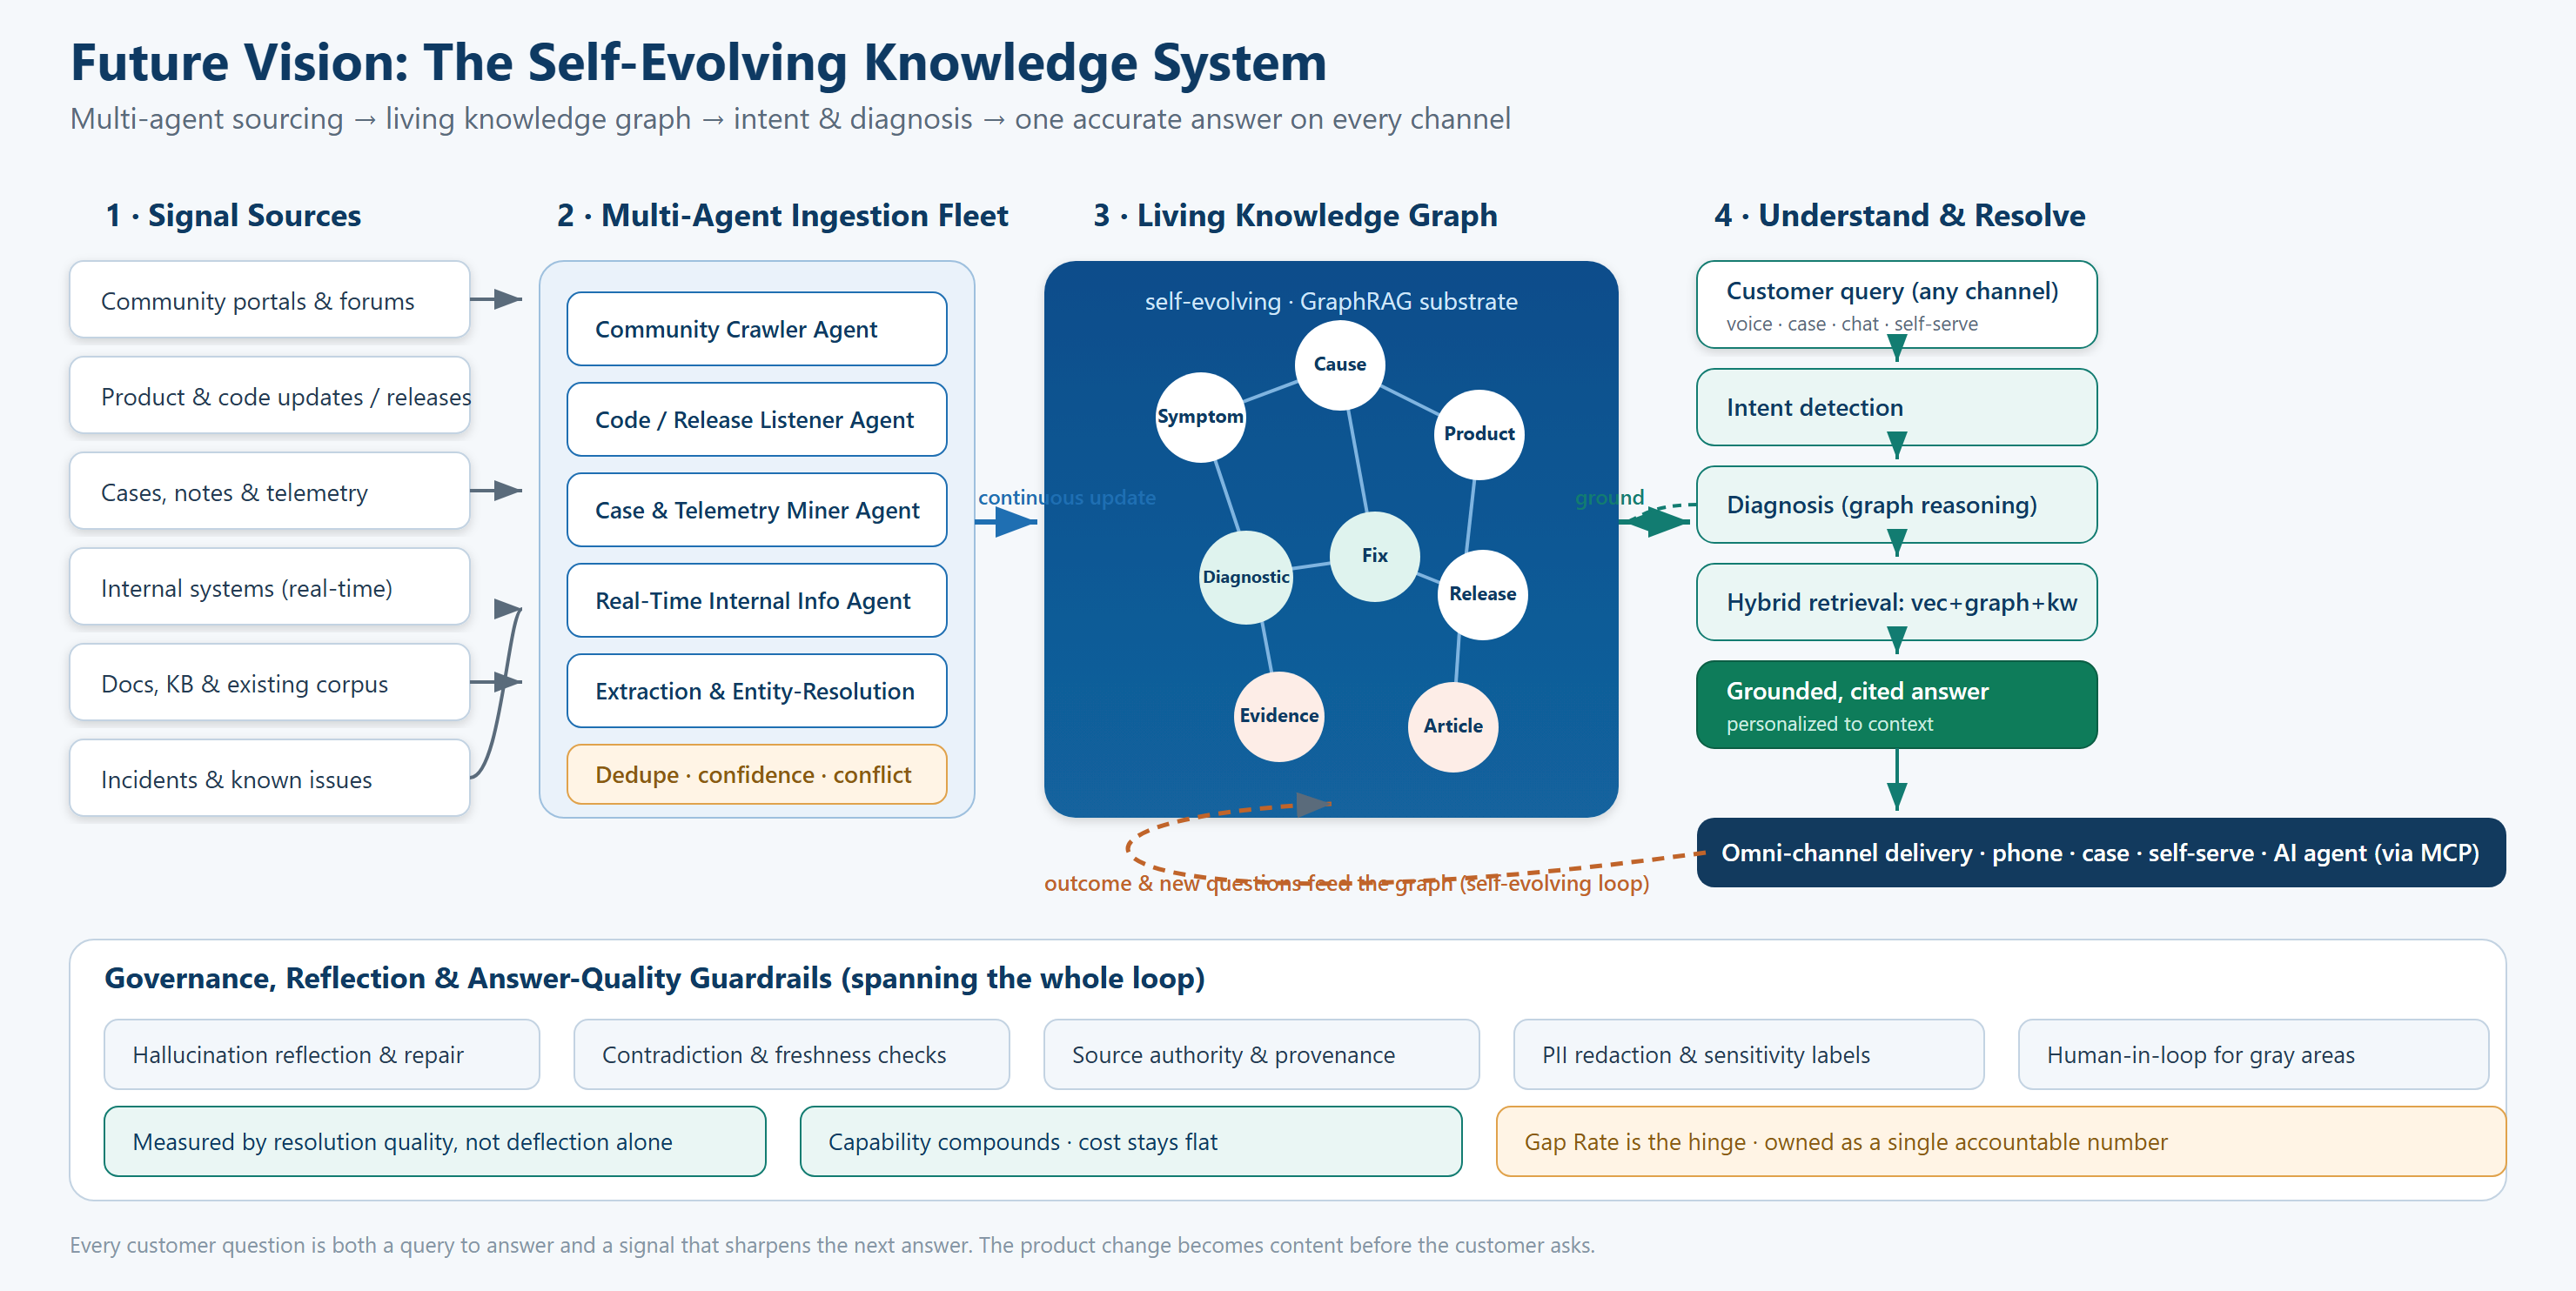 Future Vision: The Self-Evolving Knowledge System
Multi-agent sourcing → living knowledge graph → intent & diagnosis → one accurate answer on every channel
1 · Signal Sources
Community portals & forums
Product & code updates / releases
Cases, notes & telemetry
Internal systems (real-time)
Docs, KB & existing corpus
Incidents & known issues
2 · Multi-Agent Ingestion Fleet
Community Crawler Agent
Code / Release Listener Agent
Case & Telemetry Miner Agent
Real-Time Internal Info Agent
Extraction & Entity-Resolution
Dedupe · confidence · conflict
continuous update
3 · Living Knowledge Graph
self-evolving · GraphRAG substrate
Cause
Symptom
Product
Diagnostic
Fix
Release
Evidence
Article
ground
4 · Understand & Resolve
Customer query (any channel)
voice · case · chat · self-serve
Intent detection
Diagnosis (graph reasoning)
Hybrid retrieval: vec+graph+kw
Grounded, cited answer
personalized to context
Omni-channel delivery · phone · case · self-serve · AI agent (via MCP)
outcome & new questions feed the graph (self-evolving loop)
Governance, Reflection & Answer-Quality Guardrails (spanning the whole loop)
Hallucination reflection & repair
Contradiction & freshness checks
Source authority & provenance
PII redaction & sensitivity labels
Human-in-loop for gray areas
Measured by resolution quality, not deflection alone
Capability compounds · cost stays flat
Gap Rate is the hinge · owned as a single accountable number
Every customer question is both a query to answer and a signal that sharpens the next answer. The product change becomes content before the customer asks.